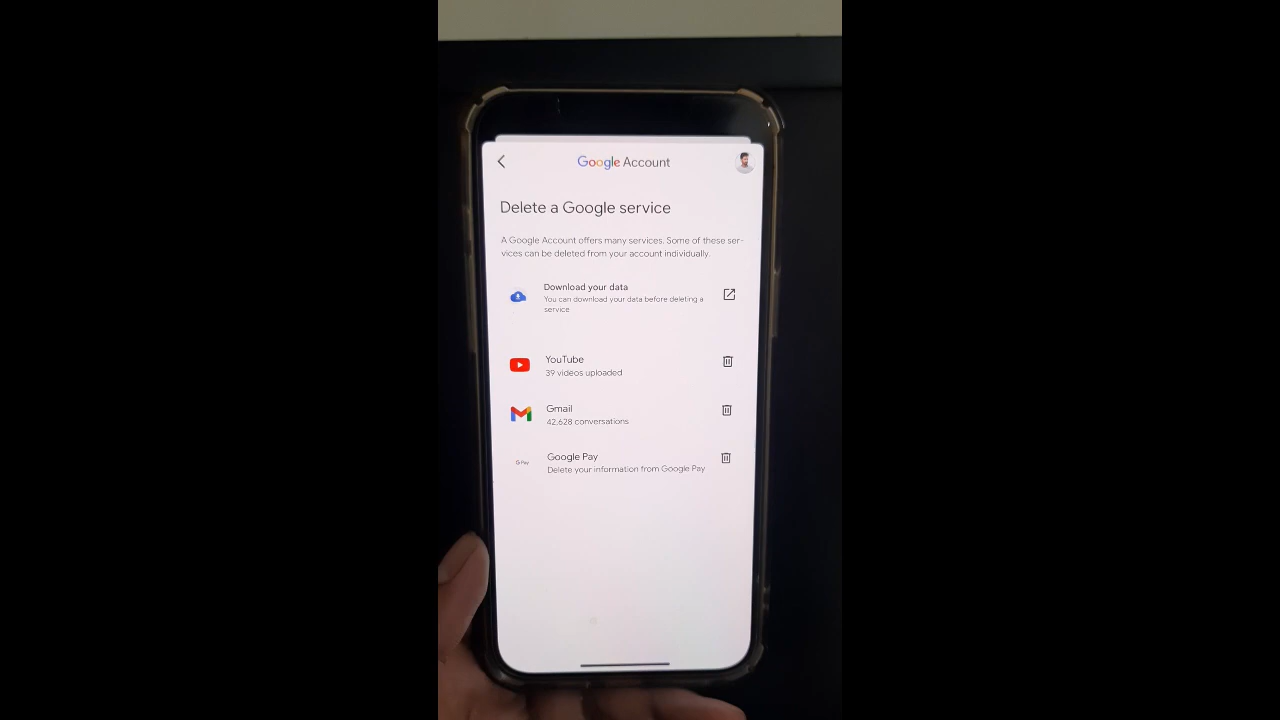 Google Account
Delete a Google service
A Google Account offers many services. Some of these ser-
vices can be deleted from your account individually.
Download your data
You can download your data before deleting a
service
YouTube
39 videos uploaded
Gmail
42,628 conversations
G Pay
Google Pay
Delete your information from Google Pay